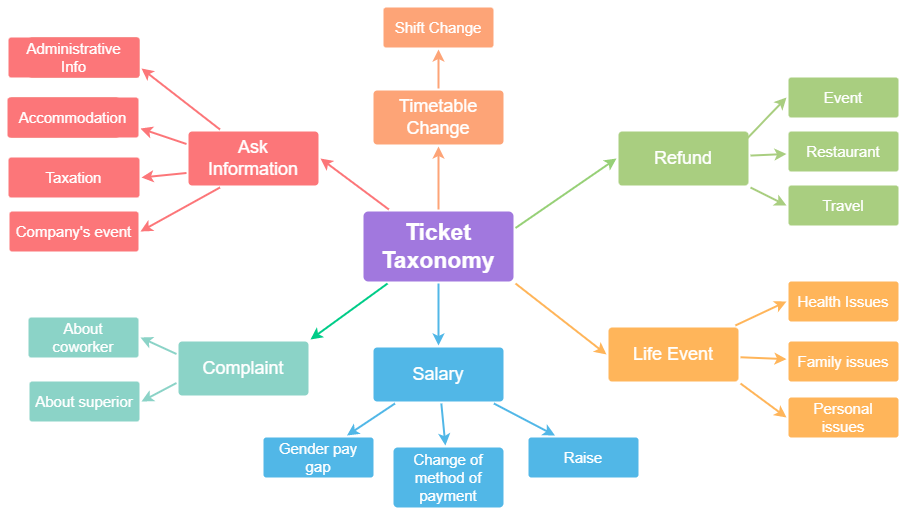 Shift Change
Administrative
Info
Accommodation
Taxation
Company's event
Ask
Information
Timetable
Change
Refund
Event
Restaurant
Travel
Ticket
Taxonomy
About
coworker
About superior
Complaint
Salary
Gender pay
gap
Change of
method of
payment
Raise
Life Event
Health Issues
Family issues
Personal
issues